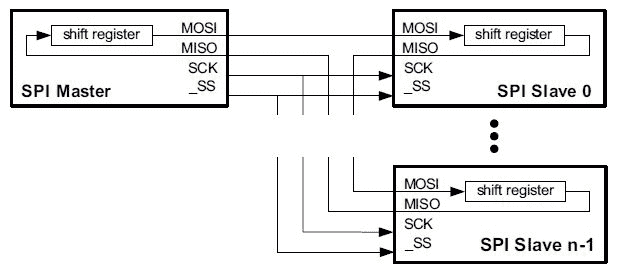 shift register
MOSI
MISO
SCK
_SS
SPI Master
MOSI
shift register
MISO
SCK
_SS
SPI Slave 0
MOSI
shift register
MISO
SCK
_SS
SPI Slave n-1